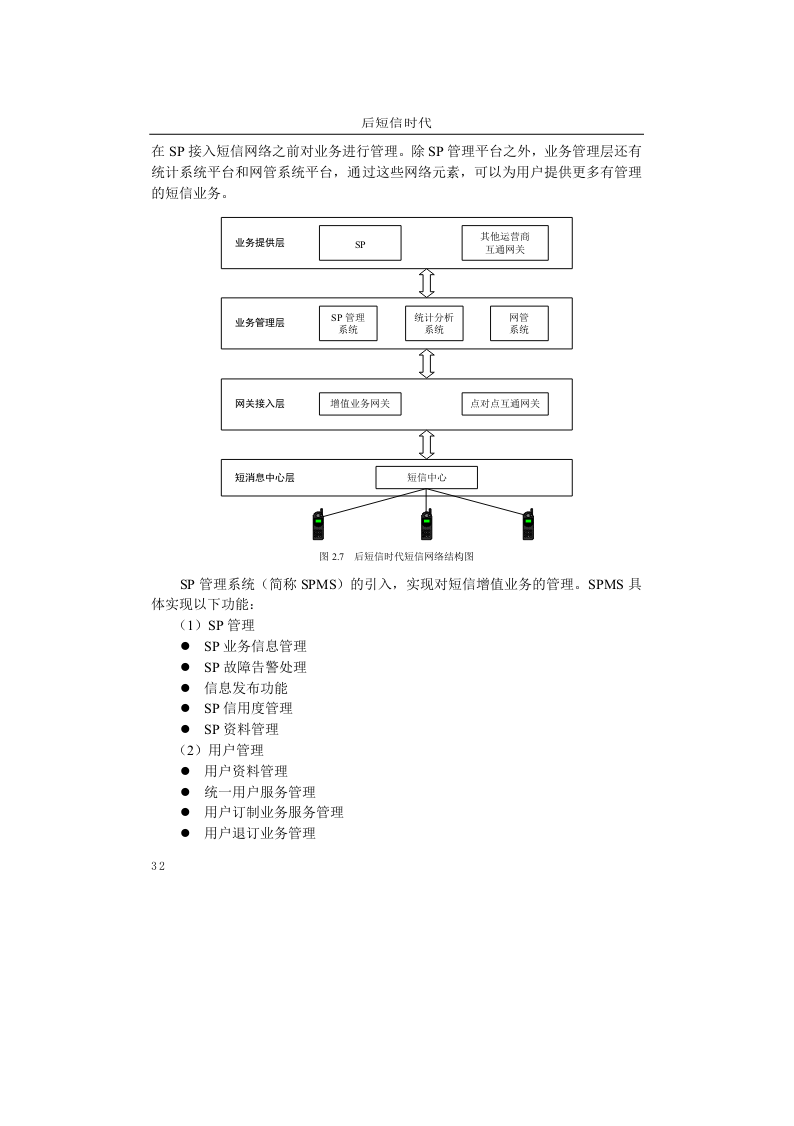 后短信时代
在 SP 接入短信网络之前对业务进行管理。除 SP 管理平台之外，业务管理层还有
统计系统平台和网管系统平台，通过这些网络元素，可以为用户提供更多有管理
的短信业务。
业务提供层
SP
其他运营商
互通网关
业务管理层
SP 管理
系统
统计分析
系统
网管
系统
网关接入层
增值业务网关
点对点互通网关
短消息中心层
短信中心
图 2.7 后短信时代短信网络结构图
SP 管理系统（简称 SPMS）的引入，实现对短信增值业务的管理。SPMS 具
体实现以下功能：
（1）SP 管理
● SP 业务信息管理
● SP 故障告警处理
● 信息发布功能
● SP 信用度管理
● SP 资料管理
（2）用户管理
● 用户资料管理
● 统一用户服务管理
● 用户订制业务服务管理
● 用户退订业务管理
32